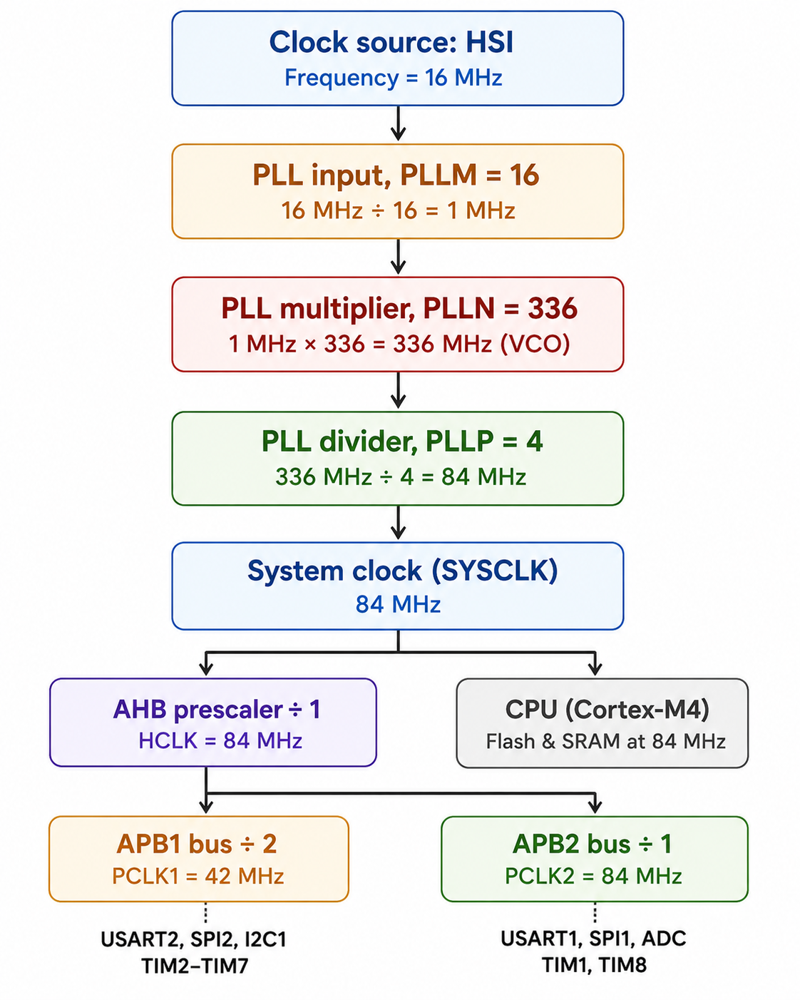 Clock source: HSI
Frequency = 16 MHz
PLL input, PLLM = 16
16 MHz ÷ 16 = 1 MHz
PLL multiplier, PLLN = 336
1 MHz × 336 = 336 MHz (VCO)
PLL divider, PLLP = 4
336 MHz ÷ 4 = 84 MHz
System clock (SYSCLK)
84 MHz
AHB prescaler ÷ 1
HCLK = 84 MHz
CPU (Cortex-M4)
Flash & SRAM at 84 MHz
APB1 bus ÷ 2
PCLK1 = 42 MHz
APB2 bus ÷ 1
PCLK2 = 84 MHz
USART2, SPI2, I2C1
TIM2–TIM7
USART1, SPI1, ADC
TIM1, TIM8